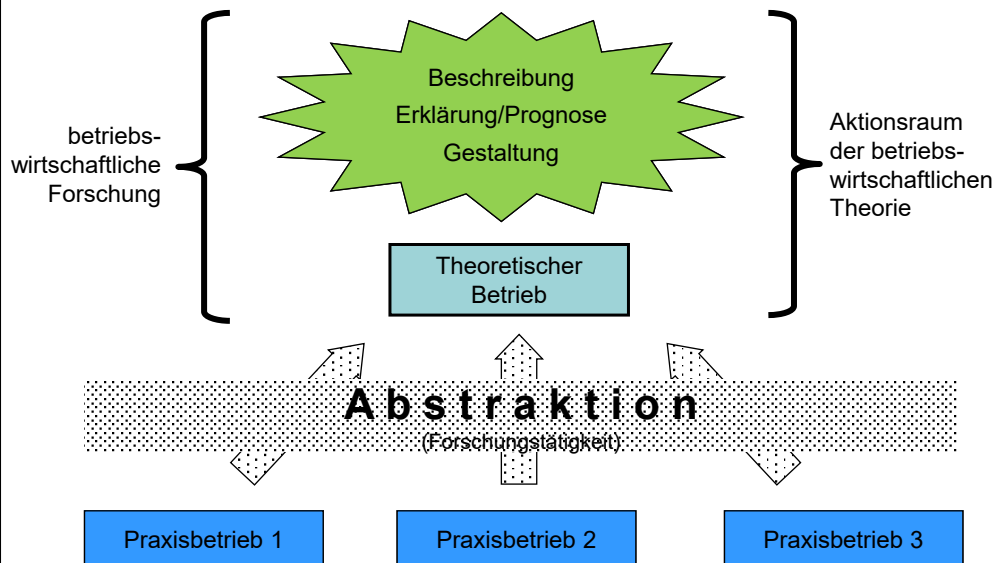 Beschreibung
Erklärung/Prognose
Gestaltung
betriebs-
wirtschaftliche
Forschung
Aktionsraum
der betriebs-
wirtschaftlichen
Theorie
Theoretischer
Betrieb
Abstraktion
(Forschungstätigkeit)
Praxisbetrieb 1
Praxisbetrieb 2
Praxisbetrieb 3